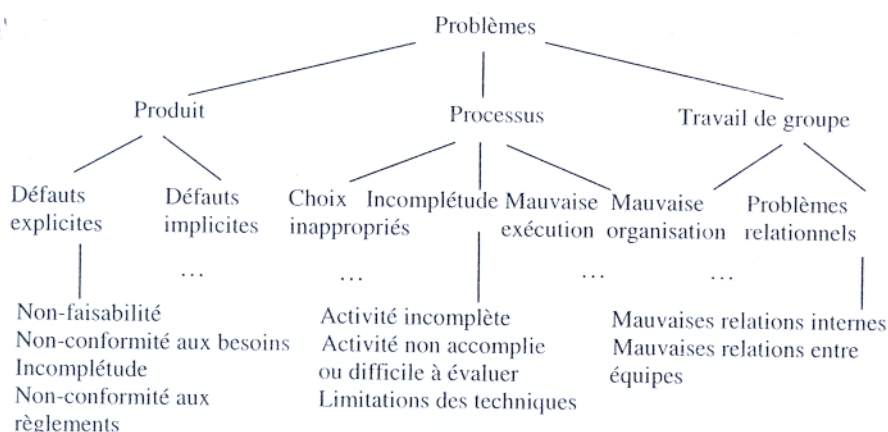 Problèmes
Produit
Processus
Travail de groupe
Défauts
explicites
Défauts
implicites
Choix
inappropriés
Incomplétude
Mauvaise
exécution
Mauvaise
organisation
Problèmes
relationnels
...
...
...
...
Non-faisabilité
Non-conformité aux besoins
Incomplétude
Non-conformité aux
règlements
Activité incomplète
Activité non accomplie
ou difficile à évaluer
Limitations des techniques
Mauvaises relations internes
Mauvaises relations entre
équipes